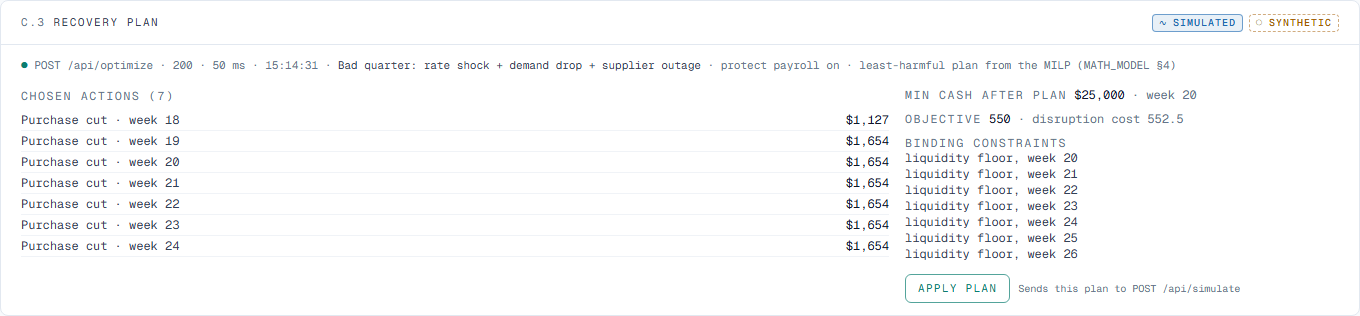 C.3 RECOVERY PLAN
∿ SIMULATED ○ SYNTHETIC
● POST /api/optimize · 200 · 50 ms · 15:14:31 · Bad quarter: rate shock + demand drop + supplier outage · protect payroll on · least-harmful plan from the MILP (MATH_MODEL §4)
CHOSEN ACTIONS (7)
Purchase cut · week 18 $1,127
Purchase cut · week 19 $1,654
Purchase cut · week 20 $1,654
Purchase cut · week 21 $1,654
Purchase cut · week 22 $1,654
Purchase cut · week 23 $1,654
Purchase cut · week 24 $1,654
MIN CASH AFTER PLAN $25,000 · week 20
OBJECTIVE 550 · disruption cost 552.5
BINDING CONSTRAINTS
liquidity floor, week 20
liquidity floor, week 21
liquidity floor, week 22
liquidity floor, week 23
liquidity floor, week 24
liquidity floor, week 25
liquidity floor, week 26
APPLY PLAN Sends this plan to POST /api/simulate